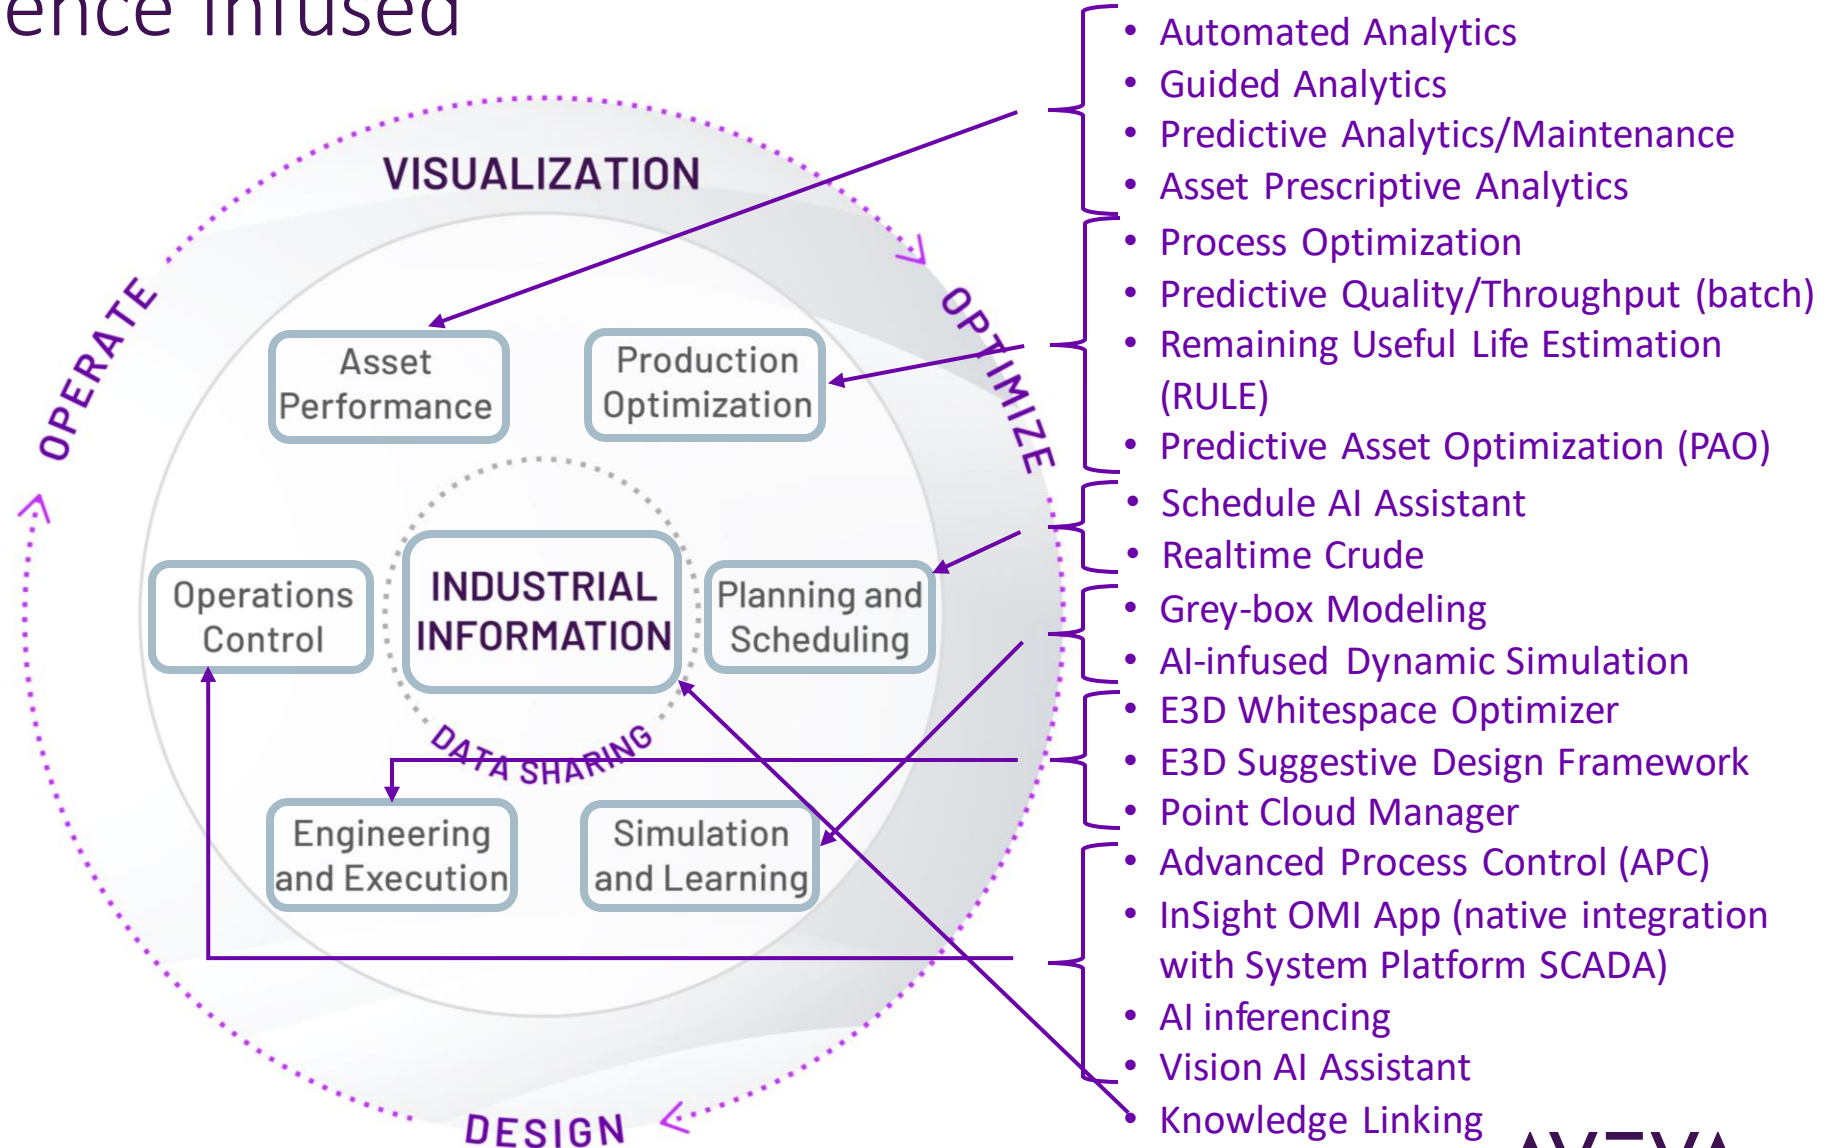 ence Infused
VISUALIZATION
OPERATE
OPTIMIZE
Asset
Performance
Production
Optimization
Operations
Control
INDUSTRIAL
INFORMATION
Planning and
Scheduling
DATA SHARING
Engineering
and Execution
Simulation
and Learning
DESIGN
• Automated Analytics
• Guided Analytics
• Predictive Analytics/Maintenance
• Asset Prescriptive Analytics
• Process Optimization
• Predictive Quality/Throughput (batch)
• Remaining Useful Life Estimation
(RULE)
• Predictive Asset Optimization (PAO)
• Schedule AI Assistant
• Realtime Crude
• Grey-box Modeling
• AI-infused Dynamic Simulation
• E3D Whitespace Optimizer
• E3D Suggestive Design Framework
• Point Cloud Manager
• Advanced Process Control (APC)
• InSight OMI App (native integration
with System Platform SCADA)
• AI inferencing
• Vision AI Assistant
• Knowledge Linking